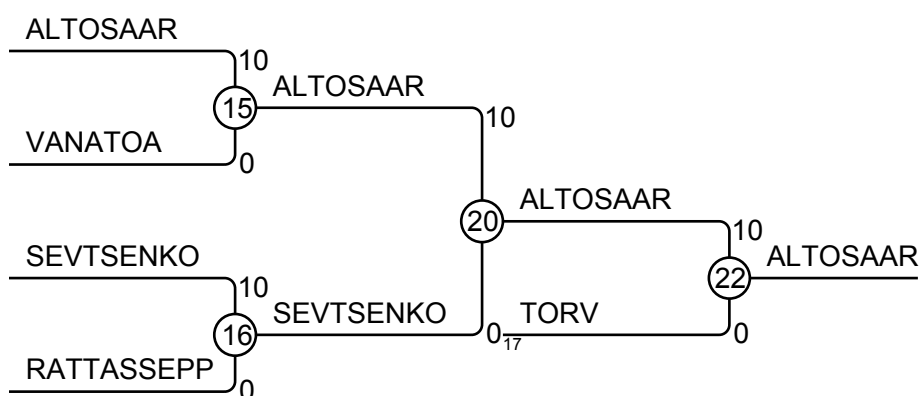 ALTOSAAR
10
15
ALTOSAAR
10
VANATOA
0
20
ALTOSAAR
10
SEVTSENKO
10
22
ALTOSAAR
16
SEVTSENKO
0
17
TORV
0
RATTASSEPP
0